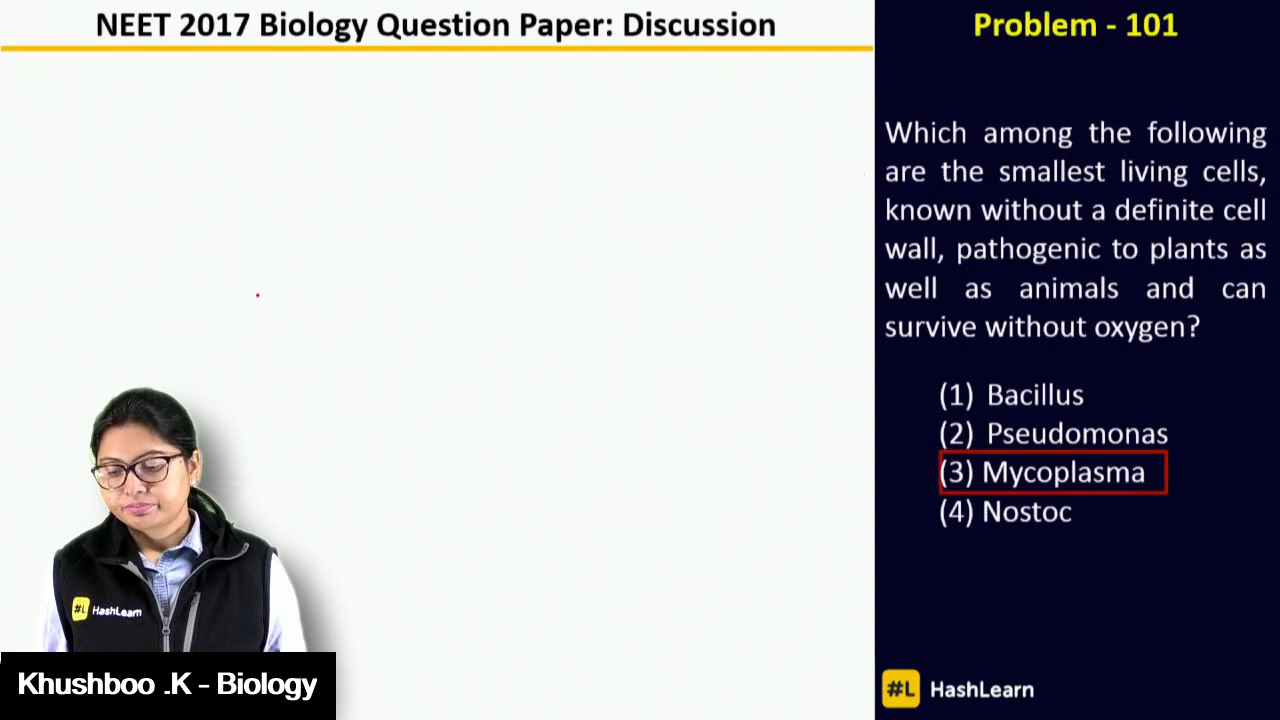 NEET 2017 Biology Question Paper: Discussion
Problem - 101
Which among the following
are the smallest living cells,
known without a definite cell
wall, pathogenic to plants as
well as animals and can
survive without oxygen?
(1) Bacillus
(2) Pseudomonas
(3) Mycoplasma
(4) Nostoc
#L HashLearn
Khushboo .K - Biology
#L HashLearn